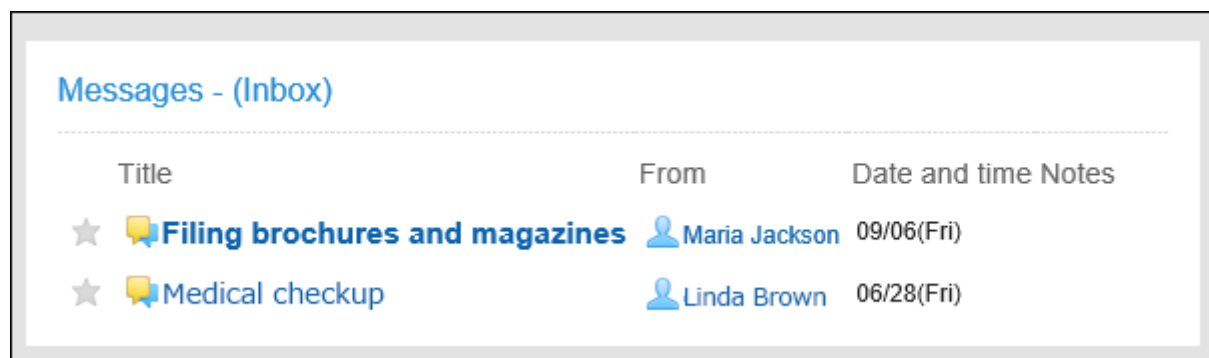 Messages - (Inbox)
Title From Date and time Notes
Filing brochures and magazines Maria Jackson 09/06(Fri)
Medical checkup Linda Brown 06/28(Fri)